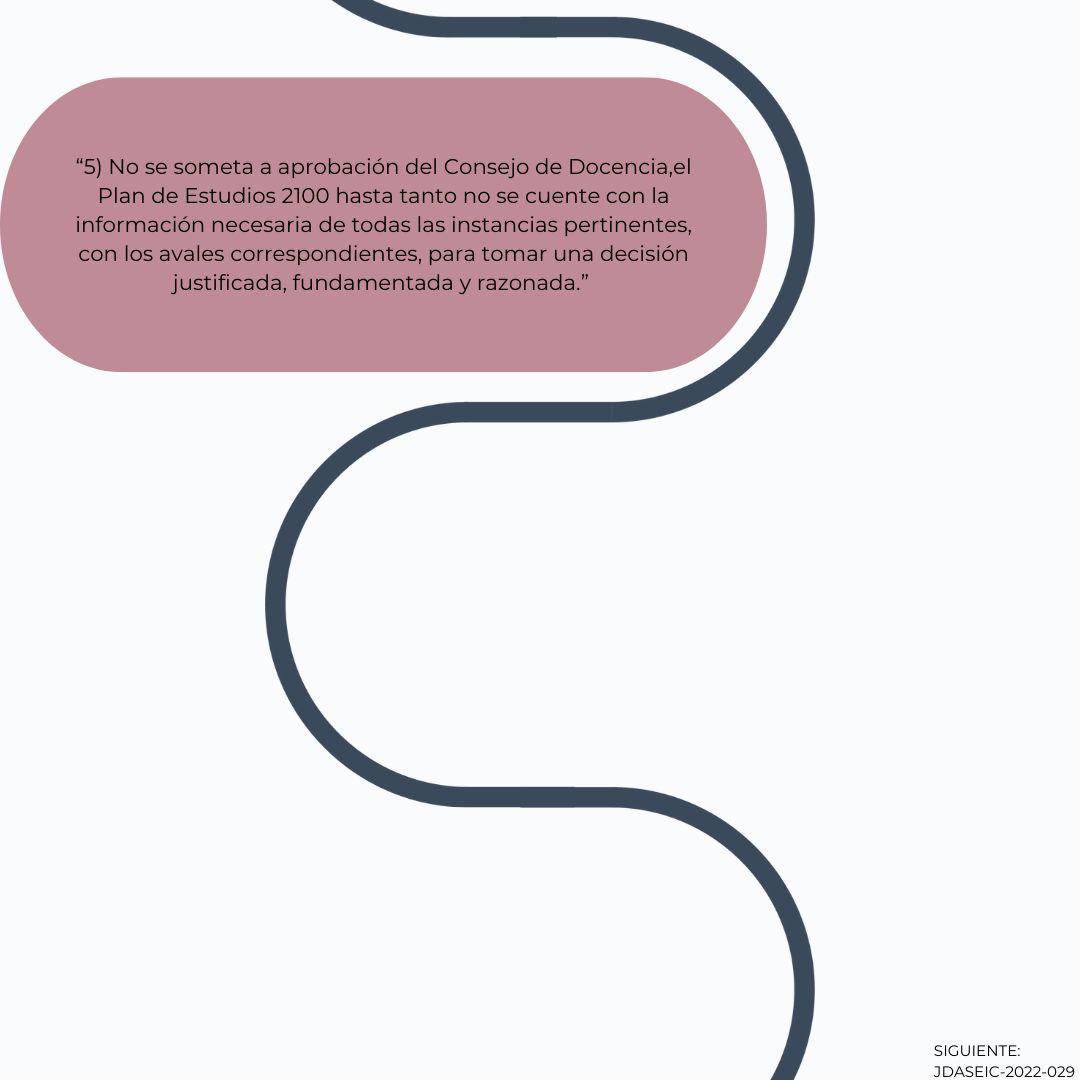 “5) No se someta a aprobación del Consejo de Docencia,el
Plan de Estudios 2100 hasta tanto no se cuente con la
información necesaria de todas las instancias pertinentes,
con los avales correspondientes, para tomar una decisión
justificada, fundamentada y razonada.”
SIGUIENTE:
JDASEIC-2022-029